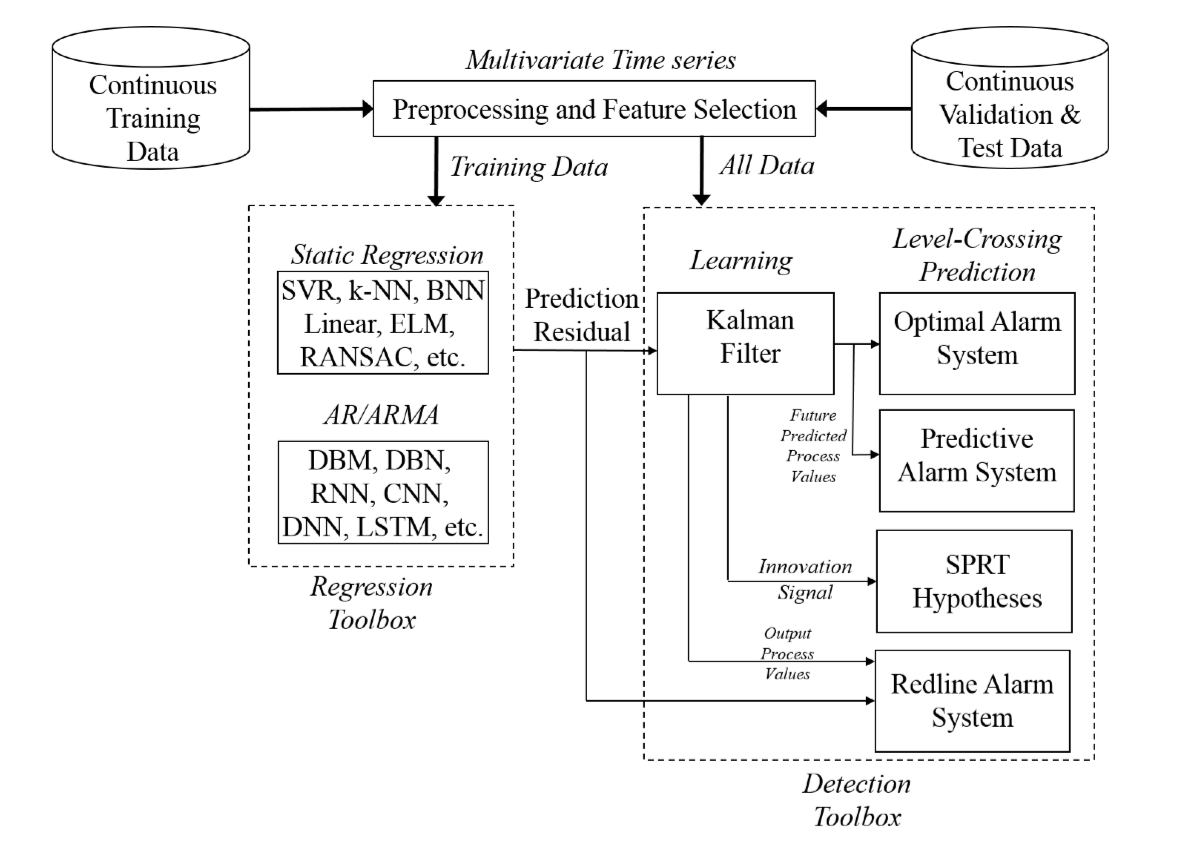 Continuous
Training
Data
Multivariate Time series
Preprocessing and Feature Selection
Continuous
Validation &
Test Data
Training Data
All Data
Static Regression
SVR, k-NN, BNN
Linear, ELM,
RANSAC, etc.
AR/ARMA
DBM, DBN,
RNN, CNN,
DNN, LSTM, etc.
Regression
Toolbox
Prediction
Residual
Learning
Kalman
Filter
Level-Crossing
Prediction
Optimal Alarm
System
Future
Predicted
Process
Values
Predictive
Alarm System
Innovation
Signal
SPRT
Hypotheses
Output
Process
Values
Redline Alarm
System
Detection
Toolbox